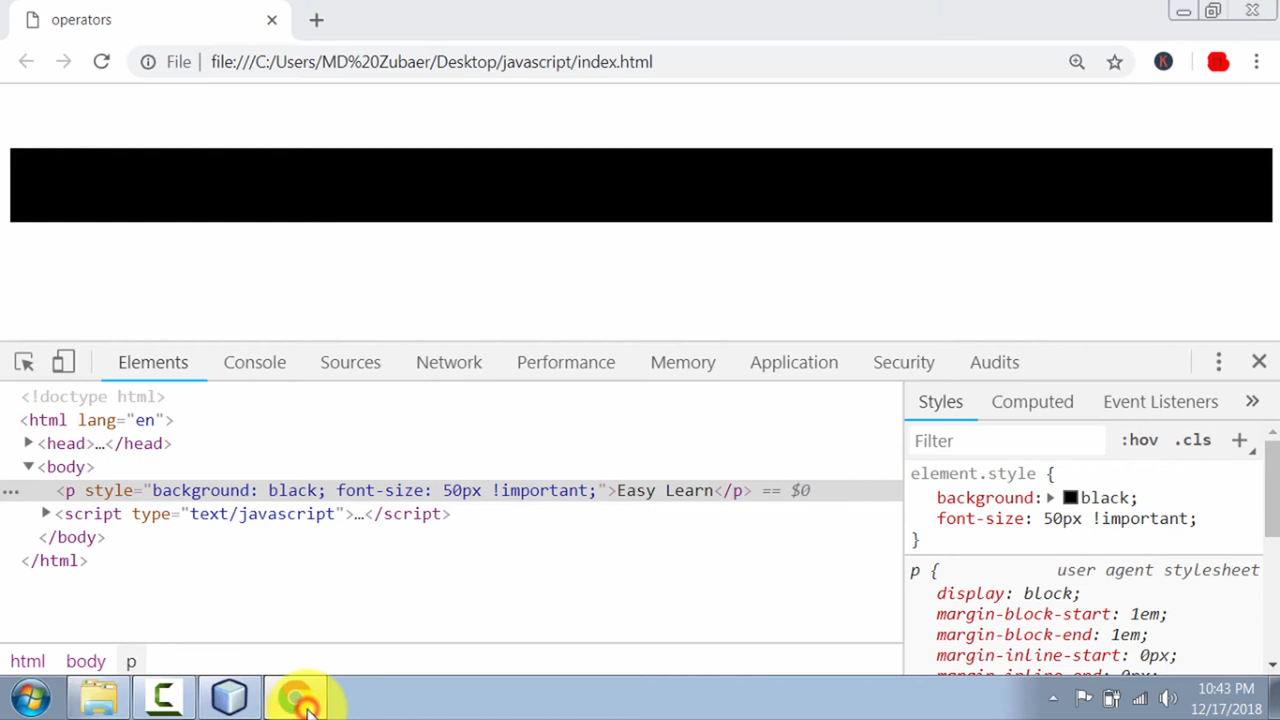 operators
File | file:///C:/Users/MD%20Zubaer/Desktop/javascript/index.html
K
Elements Console Sources Network Performance Memory Application Security Audits
<!doctype html>
<html lang="en">
<head>…</head>
<body>
<p style="background: black; font-size: 50px !important;">Easy Learn</p> == $0
<script type="text/javascript">…</script>
</body>
</html>
html body p
Styles Computed Event Listeners »
Filter :hov .cls +
element.style {
background: black;
font-size: 50px !important;
}
p { user agent stylesheet
display: block;
margin-block-start: 1em;
margin-block-end: 1em;
margin-inline-start: 0px;
margin-inline-end: 0px;
10:43 PM
12/17/2018